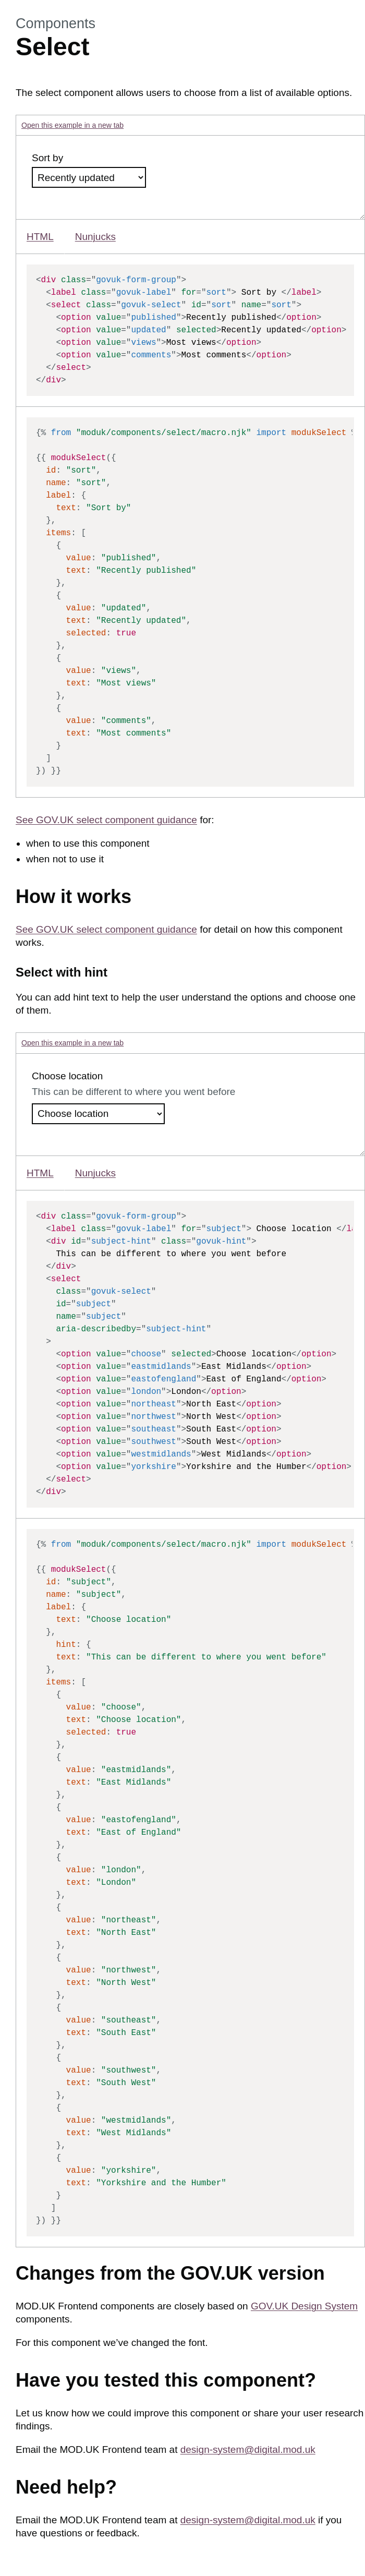 Components
Select
The select component allows users to choose from a list of available options.
Open this example in a new tab
Sort by
Recently updated
HTML Nunjucks
<div class="govuk-form-group">
  <label class="govuk-label" for="sort"> Sort by </label>
  <select class="govuk-select" id="sort" name="sort">
    <option value="published">Recently published</option>
    <option value="updated" selected>Recently updated</option>
    <option value="views">Most views</option>
    <option value="comments">Most comments</option>
  </select>
</div>
{% from "moduk/components/select/macro.njk" import modukSelect
{{ modukSelect({
  id: "sort",
  name: "sort",
  label: {
    text: "Sort by"
  },
  items: [
    {
      value: "published",
      text: "Recently published"
    },
    {
      value: "updated",
      text: "Recently updated",
      selected: true
    },
    {
      value: "views",
      text: "Most views"
    },
    {
      value: "comments",
      text: "Most comments"
    }
  ]
}) }}
See GOV.UK select component guidance for:
• when to use this component
• when not to use it
How it works
See GOV.UK select component guidance for detail on how this component
works.
Select with hint
You can add hint text to help the user understand the options and choose one
of them.
Open this example in a new tab
Choose location
This can be different to where you went before
Choose location
HTML Nunjucks
<div class="govuk-form-group">
  <label class="govuk-label" for="subject"> Choose location </la
  <div id="subject-hint" class="govuk-hint">
    This can be different to where you went before
  </div>
  <select
    class="govuk-select"
    id="subject"
    name="subject"
    aria-describedby="subject-hint"
  >
    <option value="choose" selected>Choose location</option>
    <option value="eastmidlands">East Midlands</option>
    <option value="eastofengland">East of England</option>
    <option value="london">London</option>
    <option value="northeast">North East</option>
    <option value="northwest">North West</option>
    <option value="southeast">South East</option>
    <option value="southwest">South West</option>
    <option value="westmidlands">West Midlands</option>
    <option value="yorkshire">Yorkshire and the Humber</option>
  </select>
</div>
{% from "moduk/components/select/macro.njk" import modukSelect
{{ modukSelect({
  id: "subject",
  name: "subject",
  label: {
    text: "Choose location"
  },
    hint: {
    text: "This can be different to where you went before"
  },
  items: [
    {
      value: "choose",
      text: "Choose location",
      selected: true
    },
    {
      value: "eastmidlands",
      text: "East Midlands"
    },
    {
      value: "eastofengland",
      text: "East of England"
    },
    {
      value: "london",
      text: "London"
    },
    {
      value: "northeast",
      text: "North East"
    },
    {
      value: "northwest",
      text: "North West"
    },
    {
      value: "southeast",
      text: "South East"
    },
    {
      value: "southwest",
      text: "South West"
    },
    {
      value: "westmidlands",
      text: "West Midlands"
    },
    {
      value: "yorkshire",
      text: "Yorkshire and the Humber"
    }
   ]
}) }}
Changes from the GOV.UK version
MOD.UK Frontend components are closely based on GOV.UK Design System
components.
For this component we’ve changed the font.
Have you tested this component?
Let us know how we could improve this component or share your user research
findings.
Email the MOD.UK Frontend team at design-system@digital.mod.uk
Need help?
Email the MOD.UK Frontend team at design-system@digital.mod.uk if you
have questions or feedback.